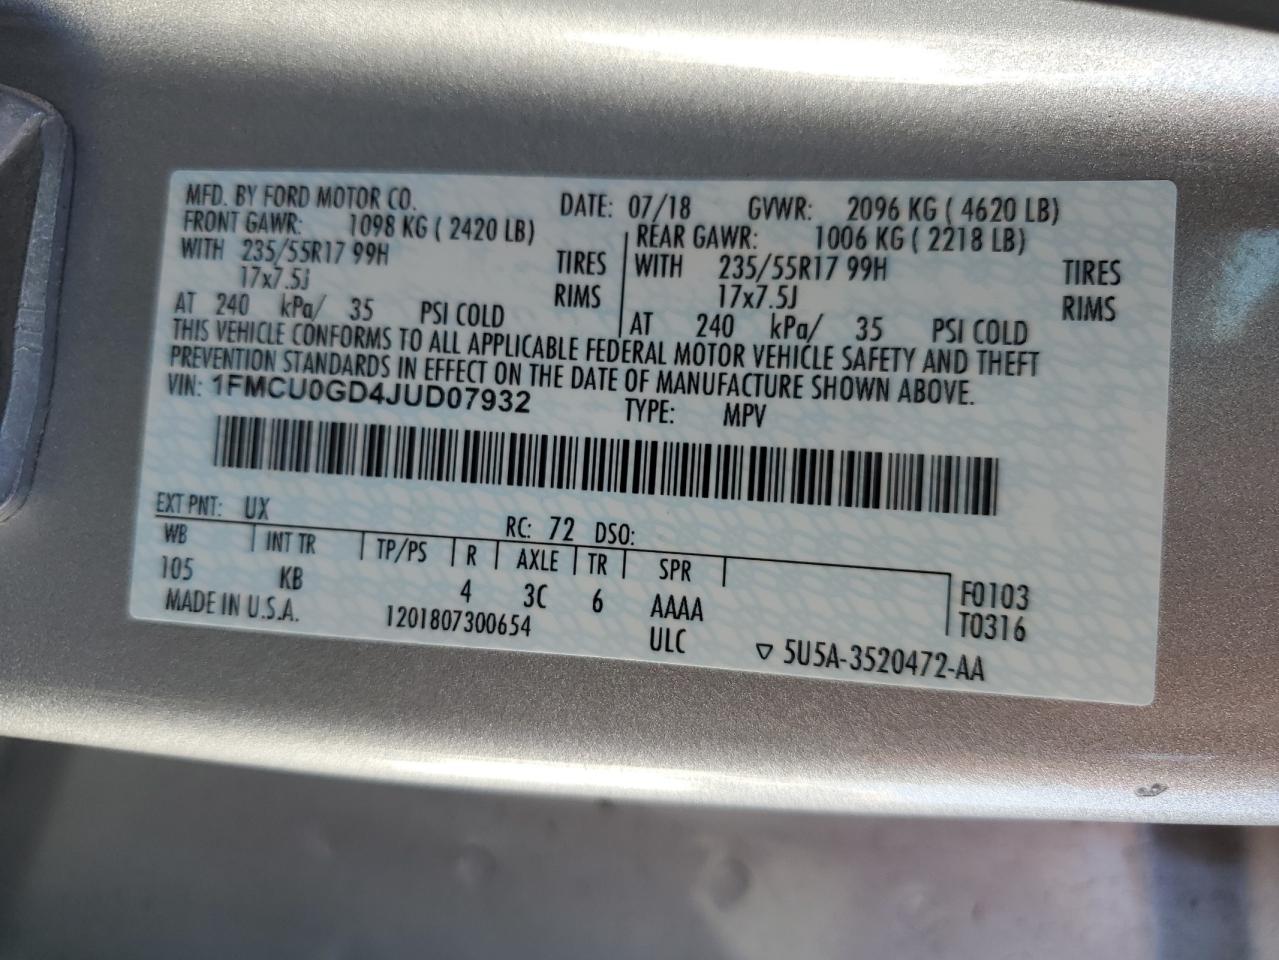 MFD. BY FORD MOTOR CO. DATE: 07/18 GVWR: 2096 KG ( 4620 LB)
FRONT GAWR: 1098 KG ( 2420 LB) REAR GAWR: 1006 KG ( 2218 LB)
WITH 235/55R17 99H TIRES WITH 235/55R17 99H TIRES
17x7.5J RIMS 17x7.5J RIMS
AT 240 kPa/ 35 PSI COLD AT 240 kPa/ 35 PSI COLD
THIS VEHICLE CONFORMS TO ALL APPLICABLE FEDERAL MOTOR VEHICLE SAFETY AND THEFT
PREVENTION STANDARDS IN EFFECT ON THE DATE OF MANUFACTURE SHOWN ABOVE.
VIN: 1FMCU0GD4JUD07932 TYPE: MPV
EXT PNT: UX RC: 72 DSO:
WB INT TR TP/PS R AXLE TR SPR
105 KB 4 3C 6 AAAA F0103
MADE IN U.S.A. 1201807300654 ULC T0316
▽ 5U5A-3520472-AA